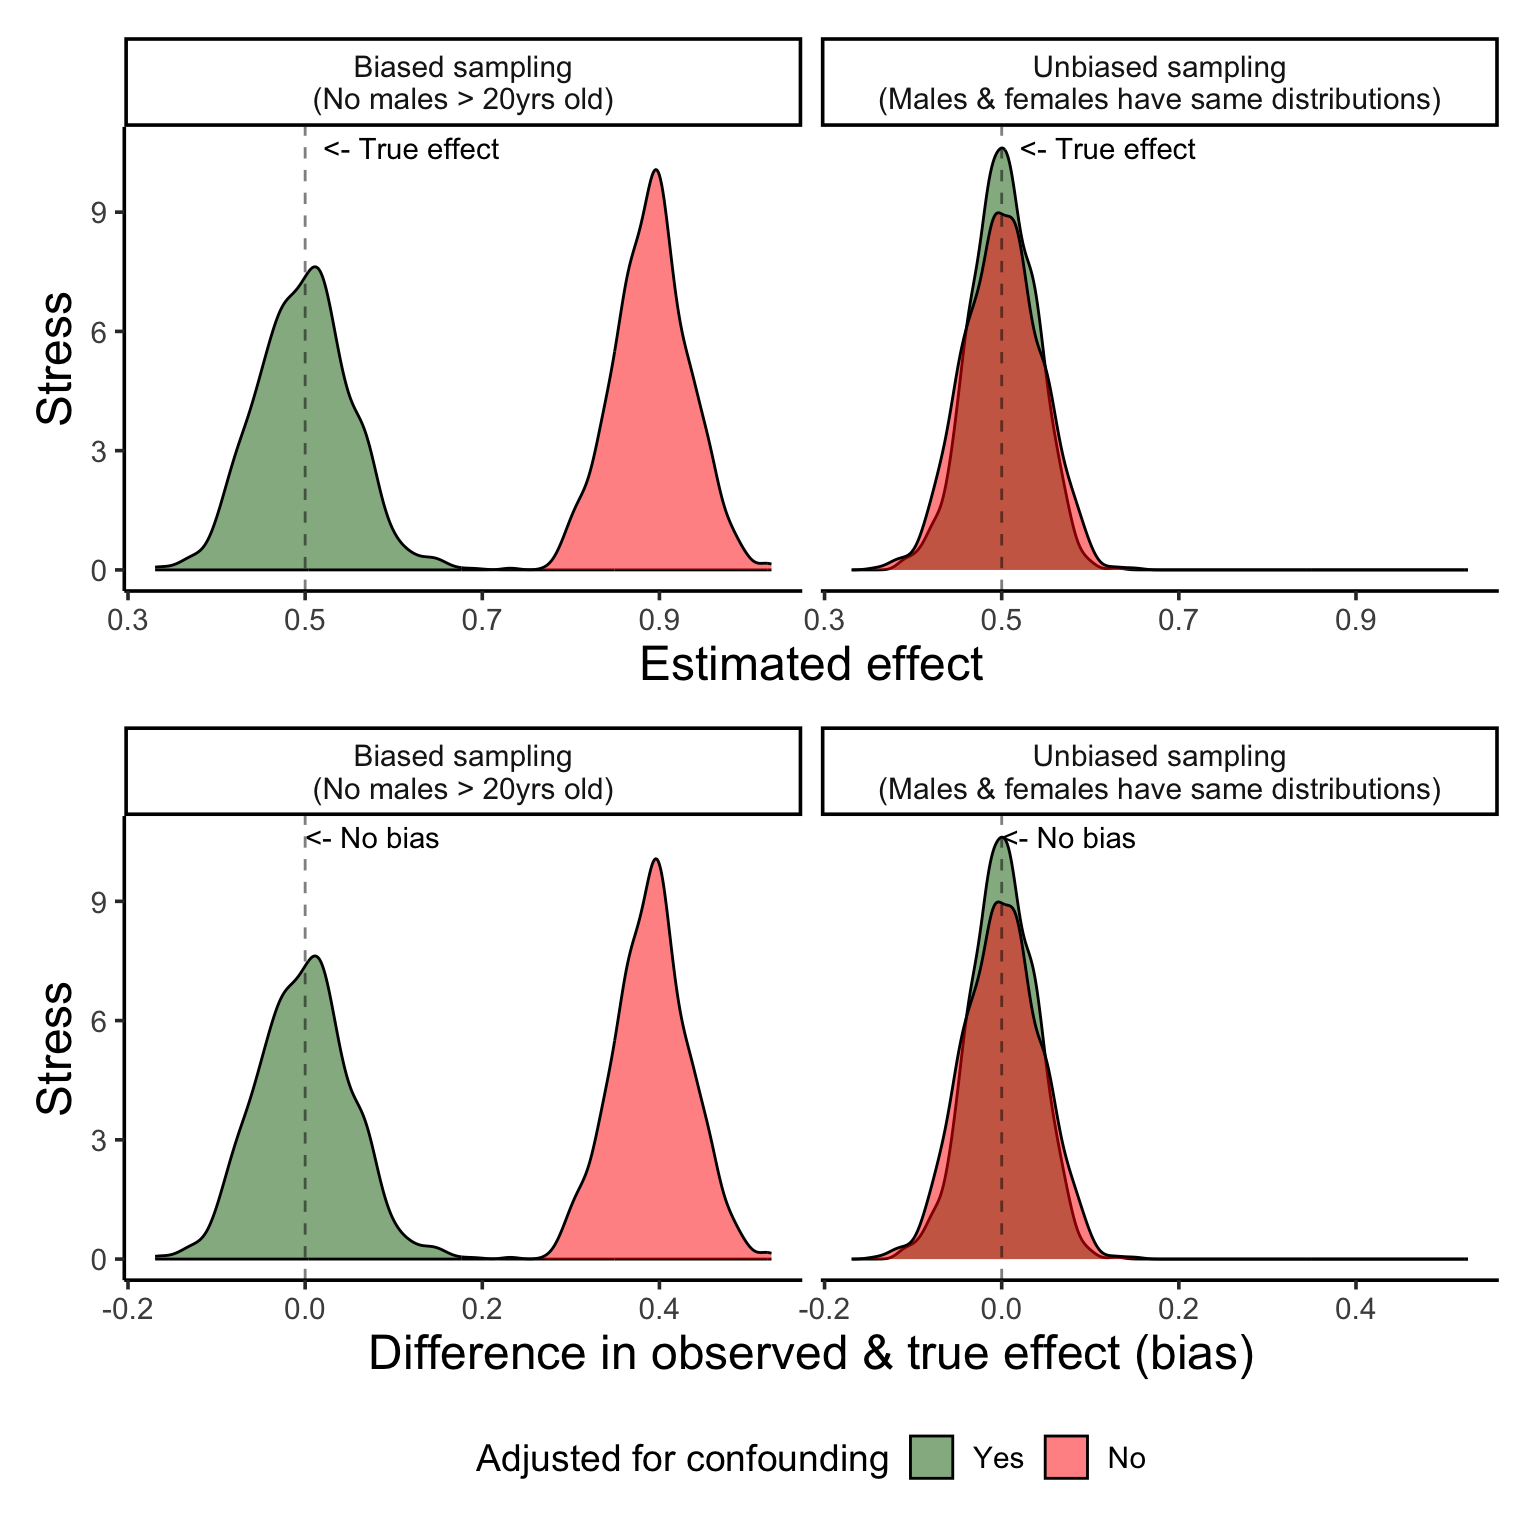 Biased sampling
(No males > 20yrs old)
Unbiased sampling
(Males & females have same distributions)
<- True effect
<- True effect
9
6
3
0
Stress
0.3
0.5
0.7
0.9
0.3
0.5
0.7
0.9
Estimated effect
Biased sampling
(No males > 20yrs old)
Unbiased sampling
(Males & females have same distributions)
<- No bias
<- No bias
9
6
3
0
Stress
-0.2
0.0
0.2
0.4
-0.2
0.0
0.2
0.4
Difference in observed & true effect (bias)
Adjusted for confounding
Yes
No